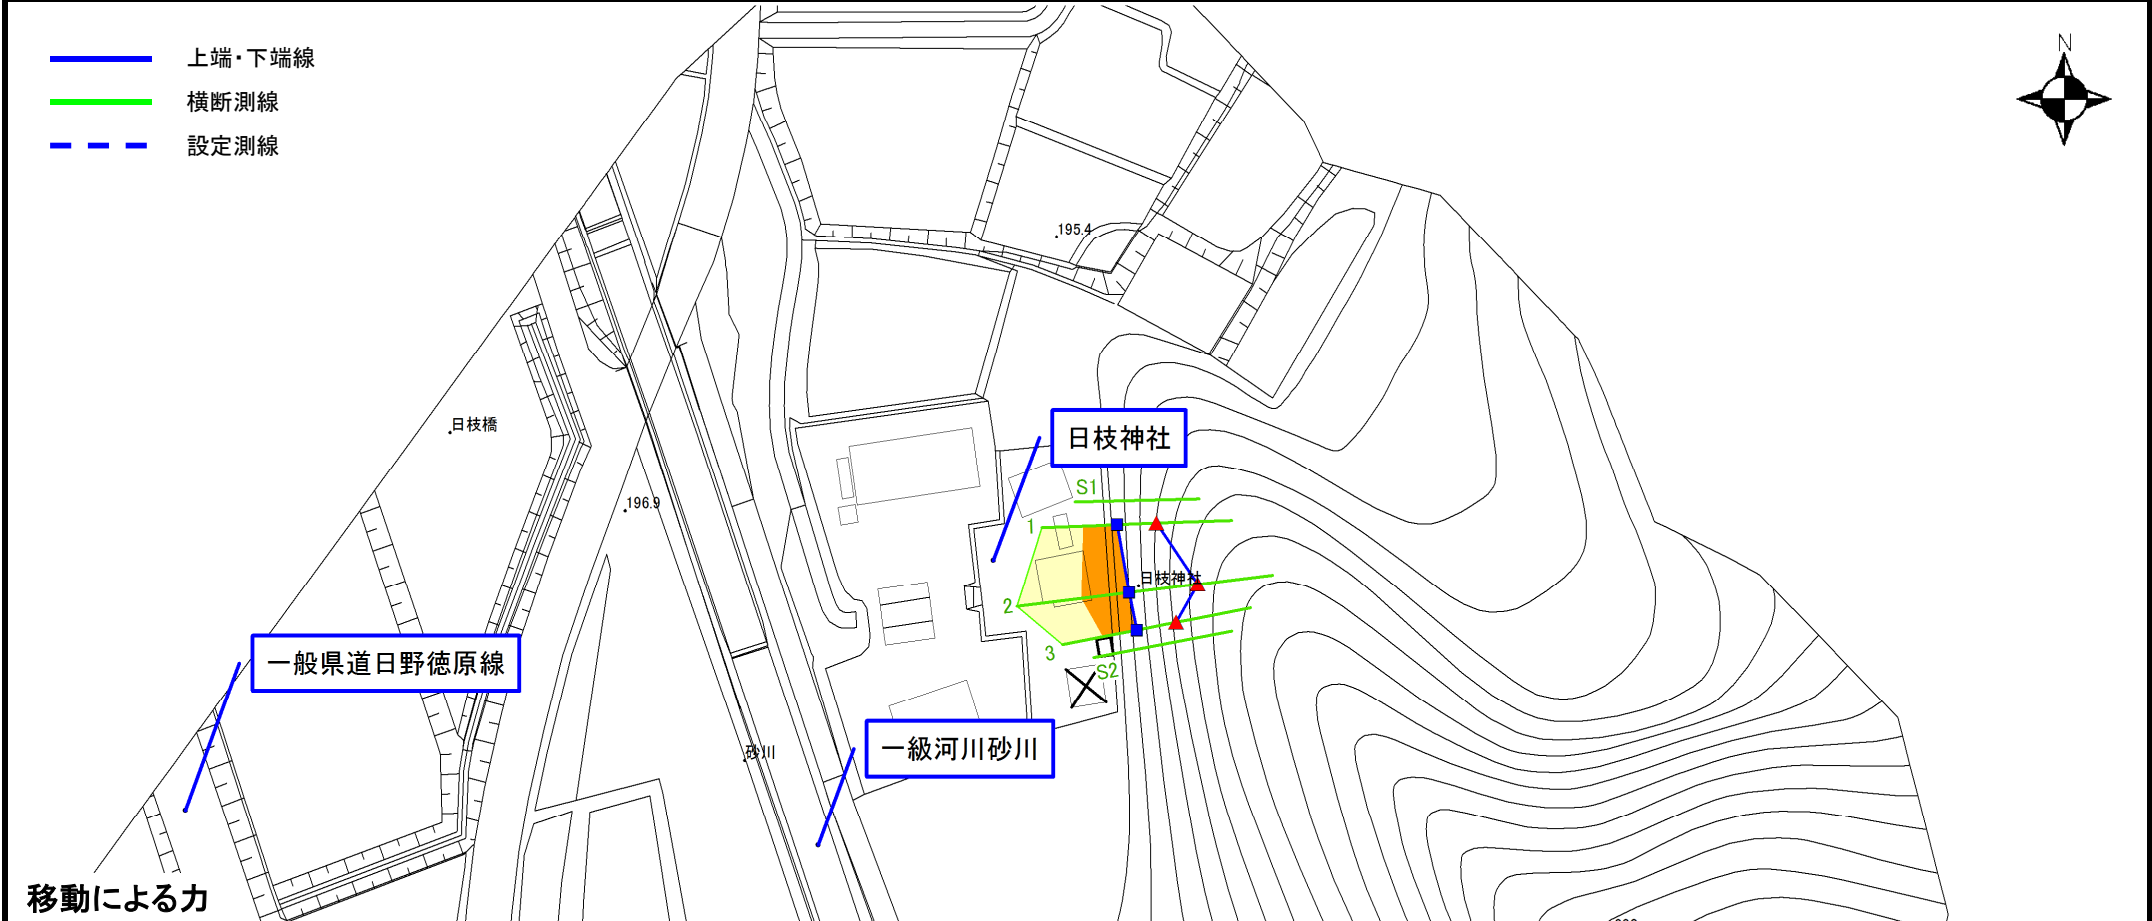 上端・下端線
N
横断測線
設定測線
195.4
日枝橋
日枝神社
S1
196.9
1
日枝神社
2
3
一般県道日野徳原線
S2
一級河川砂川
砂川
移動による力